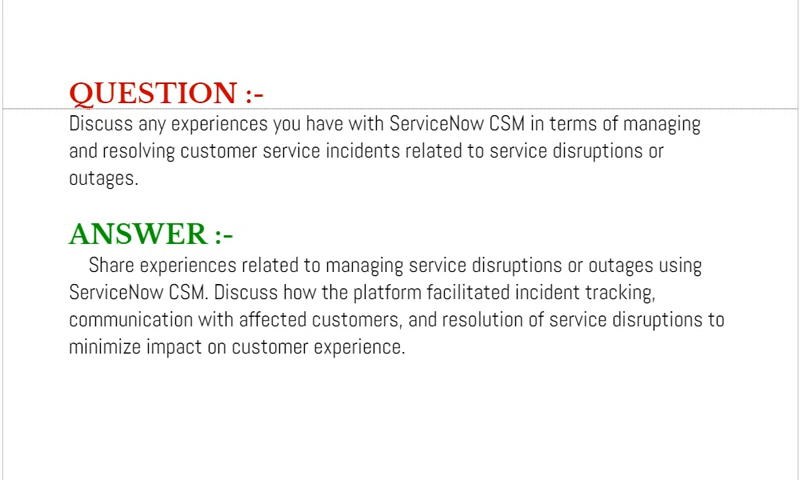 QUESTION :-
Discuss any experiences you have with ServiceNow CSM in terms of managing
and resolving customer service incidents related to service disruptions or
outages.
ANSWER :-
Share experiences related to managing service disruptions or outages using
ServiceNow CSM. Discuss how the platform facilitated incident tracking,
communication with affected customers, and resolution of service disruptions to
minimize impact on customer experience.